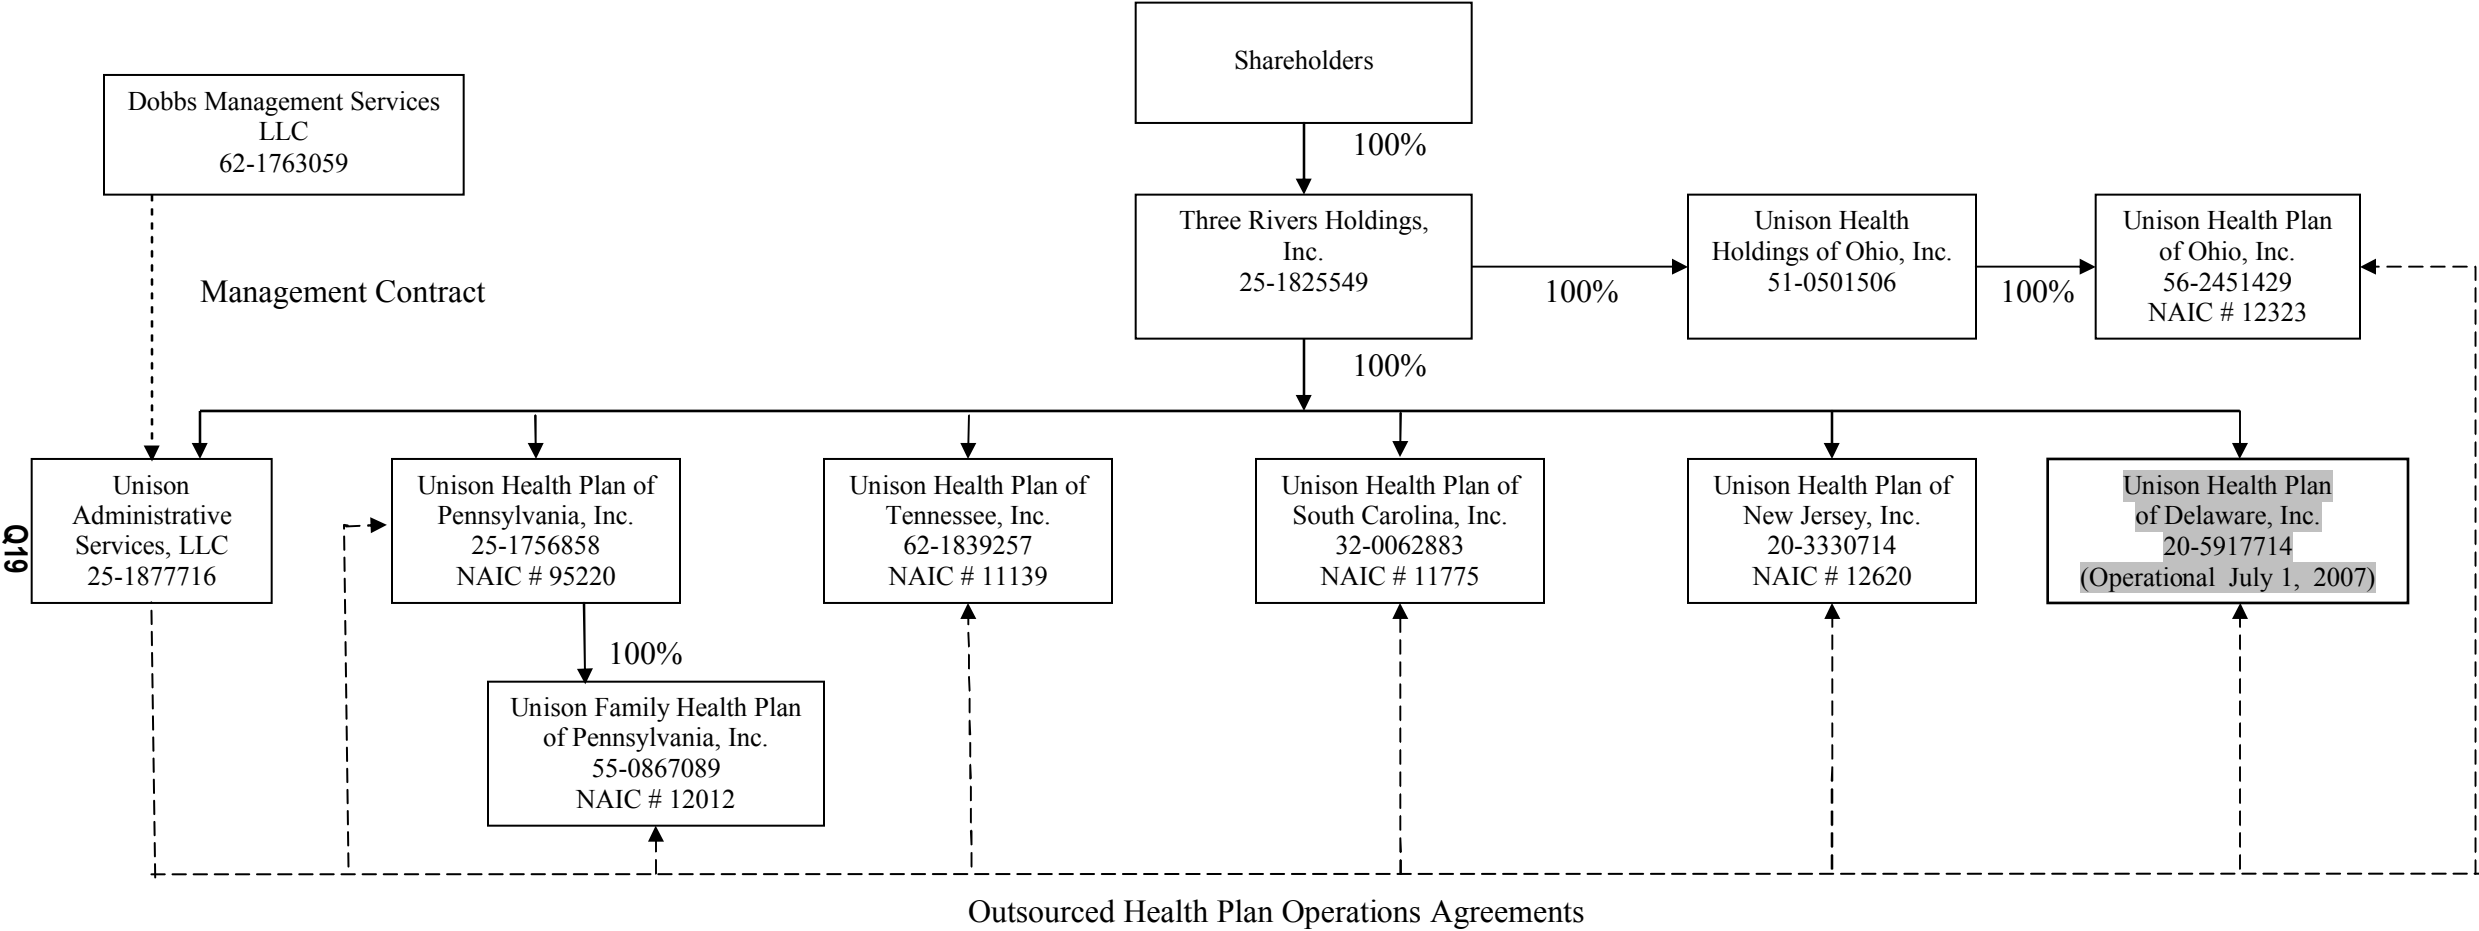 Shareholders
Dobbs Management Services
LLC
62-1763059
100%
Three Rivers Holdings,
Inc.
25-1825549
Unison Health
Holdings of Ohio, Inc.
51-0501506
Unison Health Plan
of Ohio, Inc.
56-2451429
NAIC # 12323
Management Contract
100%
100%
100%
Q19
Unison
Administrative
Services, LLC
25-1877716
Unison Health Plan of
Pennsylvania, Inc.
25-1756858
NAIC # 95220
Unison Health Plan of
Tennessee, Inc.
62-1839257
NAIC # 11139
Unison Health Plan of
South Carolina, Inc.
32-0062883
NAIC # 11775
Unison Health Plan of
New Jersey, Inc.
20-3330714
NAIC # 12620
Unison Health Plan
of Delaware, Inc.
20-5917714
(Operational July 1, 2007)
100%
Unison Family Health Plan
of Pennsylvania, Inc.
55-0867089
NAIC # 12012
Outsourced Health Plan Operations Agreements